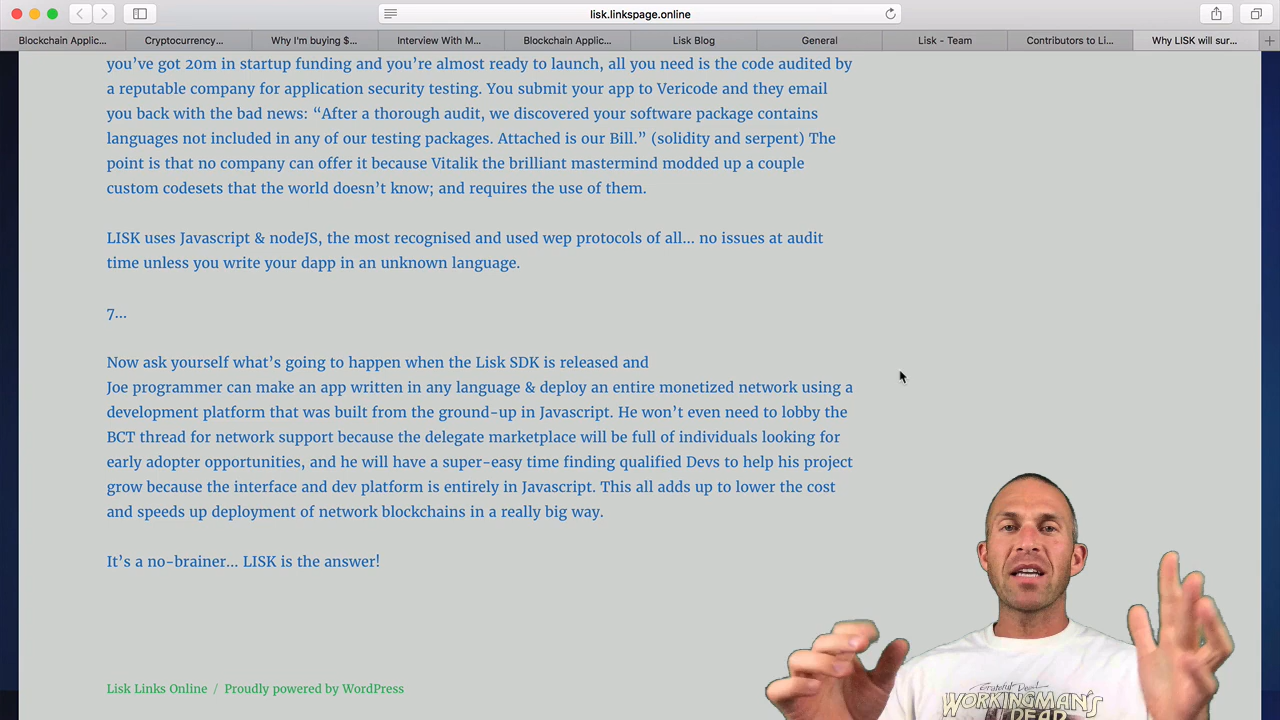 lisk.linkspage.online
Blockchain Applic...
Cryptocurrency...
Why I'm buying $...
Interview With M...
Blockchain Applic...
Lisk Blog
General
Lisk - Team
Contributors to Li...
Why LISK will sur...
you’ve got 20m in startup funding and you’re almost ready to launch, all you need is the code audited by
a reputable company for application security testing. You submit your app to Vericode and they email
you back with the bad news: “After a thorough audit, we discovered your software package contains
languages not included in any of our testing packages. Attached is our Bill.” (solidity and serpent) The
point is that no company can offer it because Vitalik the brilliant mastermind modded up a couple
custom codesets that the world doesn’t know; and requires the use of them.
LISK uses Javascript & nodeJS, the most recognised and used wep protocols of all… no issues at audit
time unless you write your dapp in an unknown language.
7…
Now ask yourself what’s going to happen when the Lisk SDK is released and
Joe programmer can make an app written in any language & deploy an entire monetized network using a
development platform that was built from the ground-up in Javascript. He won’t even need to lobby the
BCT thread for network support because the delegate marketplace will be full of individuals looking for
early adopter opportunities, and he will have a super-easy time finding qualified Devs to help his project
grow because the interface and dev platform is entirely in Javascript. This all adds up to lower the cost
and speeds up deployment of network blockchains in a really big way.
It’s a no-brainer… LISK is the answer!
Lisk Links Online / Proudly powered by WordPress
Grateful Dead
WORKINGMAN'S
DEAD